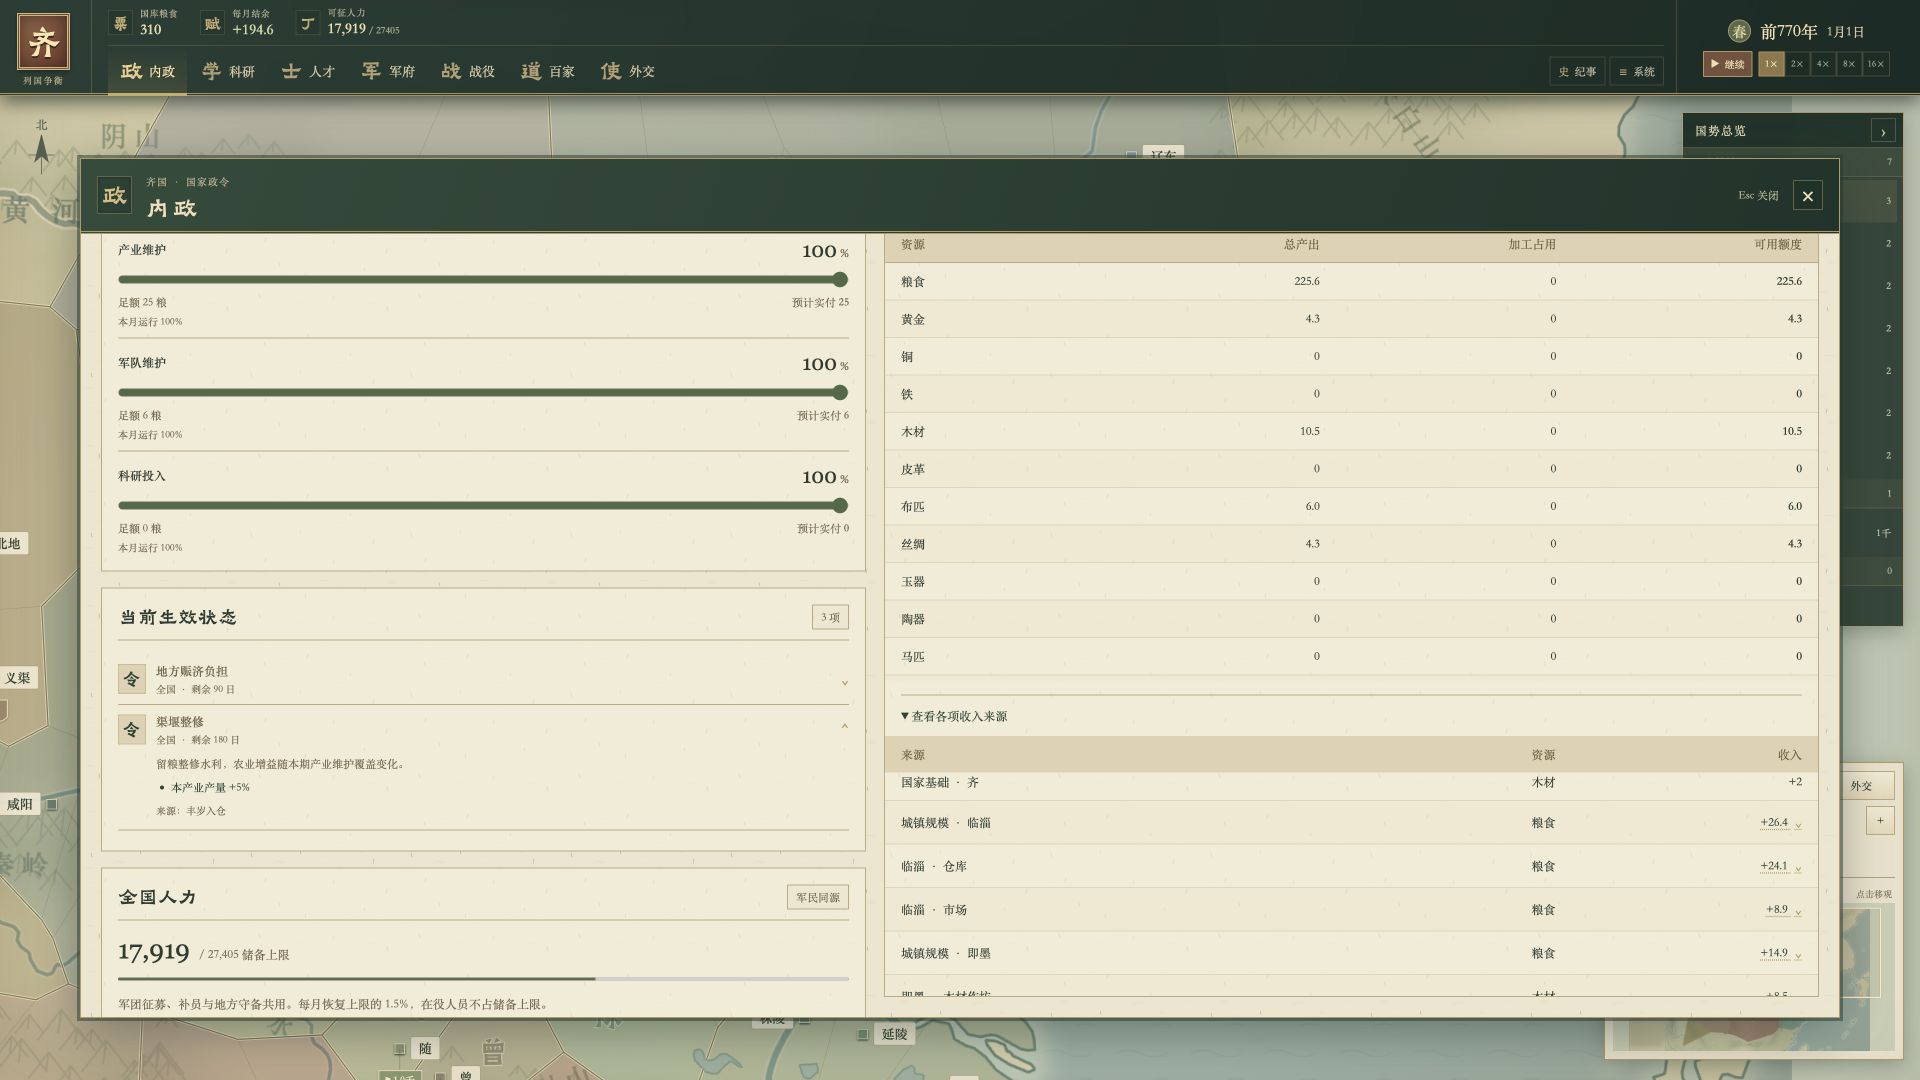 齐
列国争衡
粟 国库粮食 310
赋 每月结余 +194.6
丁 可征人力 17,919 / 27405
政 内政
学 科研
士 人才
军 军府
战 战役
道 百家
使 外交
史 纪事
≡ 系统
春 前770年 1月1日
▶ 继续 1× 2× 4× 8× 16×
北
阴山
黄河
国势总览 ›
7
3
2
2
2
2
2
2
1
1千
0
政
齐国 · 国家政令
内政
Esc 关闭 ×
产业维护 100 %
足额 25 粮 预计实付 25
本月运行 100%
军队维护 100 %
足额 6 粮 预计实付 6
本月运行 100%
科研投入 100 %
足额 0 粮 预计实付 0
本月运行 100%
当前生效状态 3 项
令 地方赈济负担
全国 · 剩余 90 日
令 渠堰整修
全国 · 剩余 180 日
留粮整修水利，农业增益随本期产业维护覆盖变化。
• 本产业产量 +5%
来源：丰岁入仓
全国人力 军民同源
17,919 / 27,405 储备上限
军团征募、补员与地方守备共用。每月恢复上限的 1.5%，在役人员不占储备上限。
资源 总产出 加工占用 可用额度
粮食 225.6 0 225.6
黄金 4.3 0 4.3
铜 0 0 0
铁 0 0 0
木材 10.5 0 10.5
皮革 0 0 0
布匹 6.0 0 6.0
丝绸 4.3 0 4.3
玉器 0 0 0
陶器 0 0 0
马匹 0 0 0
▼ 查看各项收入来源
来源 资源 收入
国家基础 · 齐 木材 +2
城镇规模 · 临淄 粮食 +26.4
临淄 · 仓库 粮食 +24.1
临淄 · 市场 粮食 +8.9
城镇规模 · 即墨 粮食 +14.9
北地
义渠
咸阳
秦岭
外交
+
点击移观
延陵
随
曾
曾